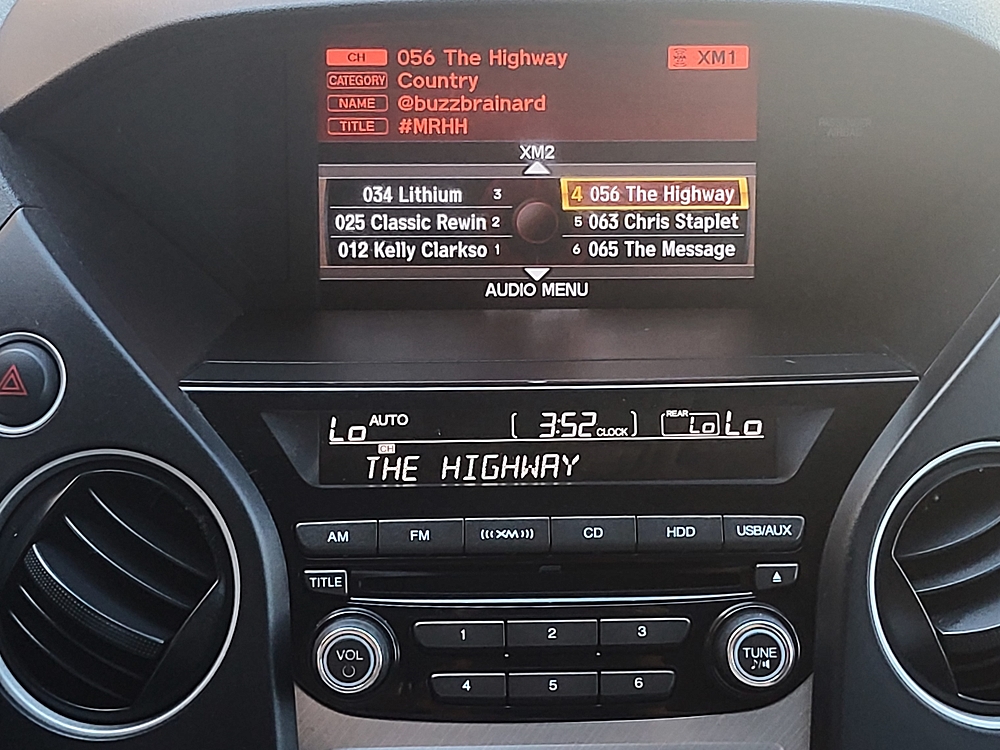 CH 056 The Highway XM1
CATEGORY Country
NAME @buzzbrainard
TITLE #MRHH
XM2
034 Lithium 3
025 Classic Rewin 2
012 Kelly Clarkso 1
4 056 The Highway
5 063 Chris Staplet
6 065 The Message
AUDIO MENU
PASSENGER AIRBAG
Lo AUTO 3:52 CLOCK REAR Lo Lo
CH
THE HIGHWAY
AM FM XM CD HDD USB/AUX
TITLE
VOL
1 2 3
4 5 6
TUNE